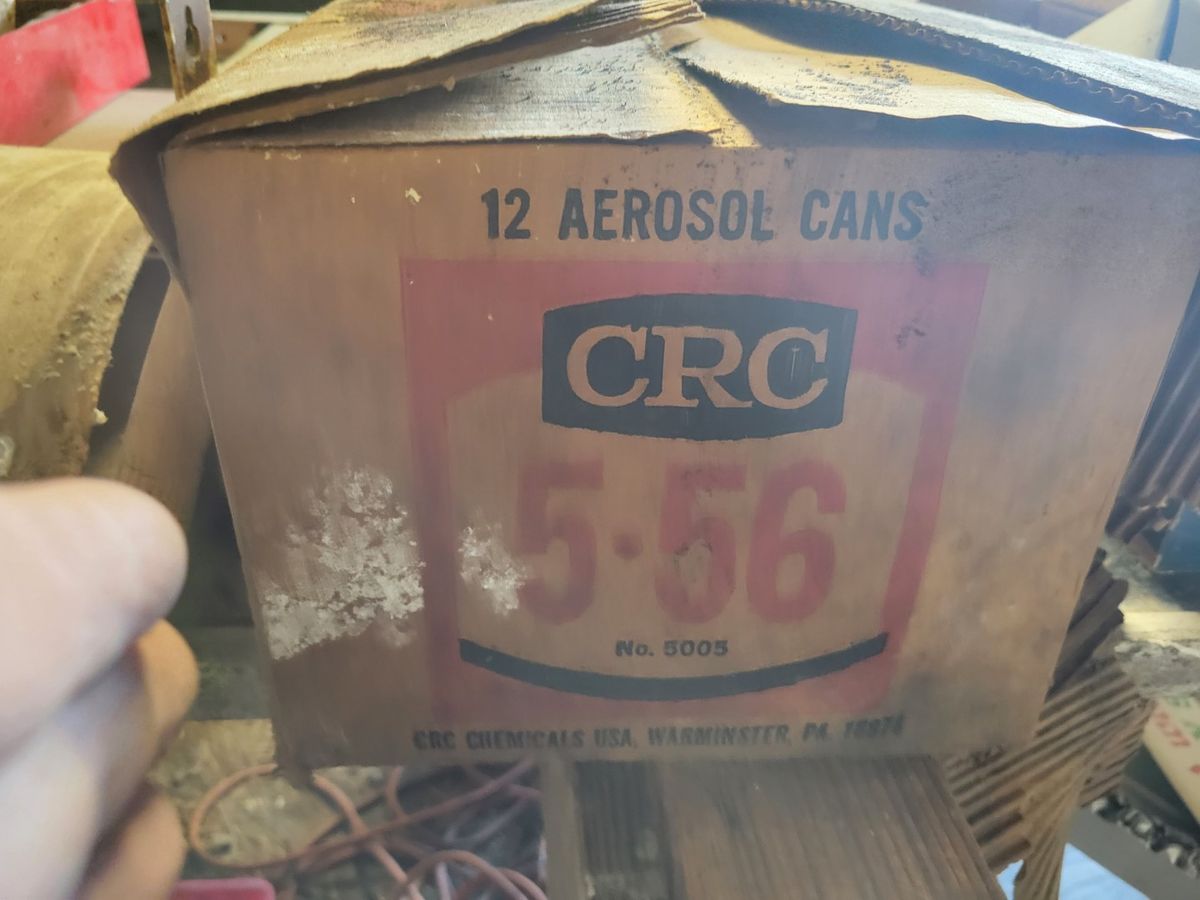 12 AEROSOL CANS
CRC
5·56
No. 5005
CRC CHEMICALS USA, WARMINSTER, PA. 18974